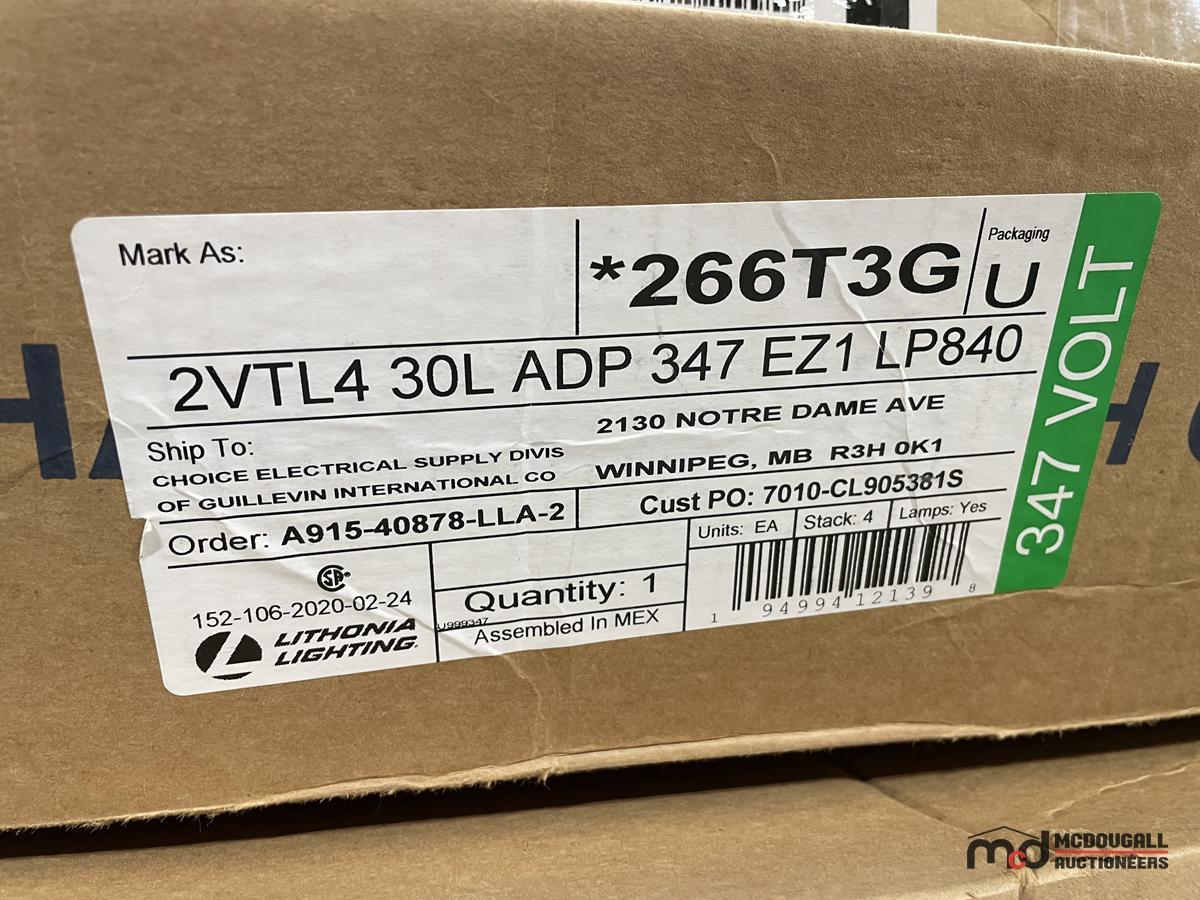 Mark As:
*266T3G
Packaging
U
2VTL4 30L ADP 347 EZ1 LP840
Ship To:
CHOICE ELECTRICAL SUPPLY DIVIS
OF GUILLEVIN INTERNATIONAL CO
2130 NOTRE DAME AVE
WINNIPEG, MB R3H 0K1
Order: A915-40878-LLA-2
Cust PO: 7010-CL905381S
Units: EA
Stack: 4
Lamps: Yes
SA
152-106-2020-02-24
LITHONIA
LIGHTING
Quantity: 1
U999347
Assembled In MEX
1 94994 12139 8
347 VOLT
mcd MCDOUGALL
AUCTIONEERS